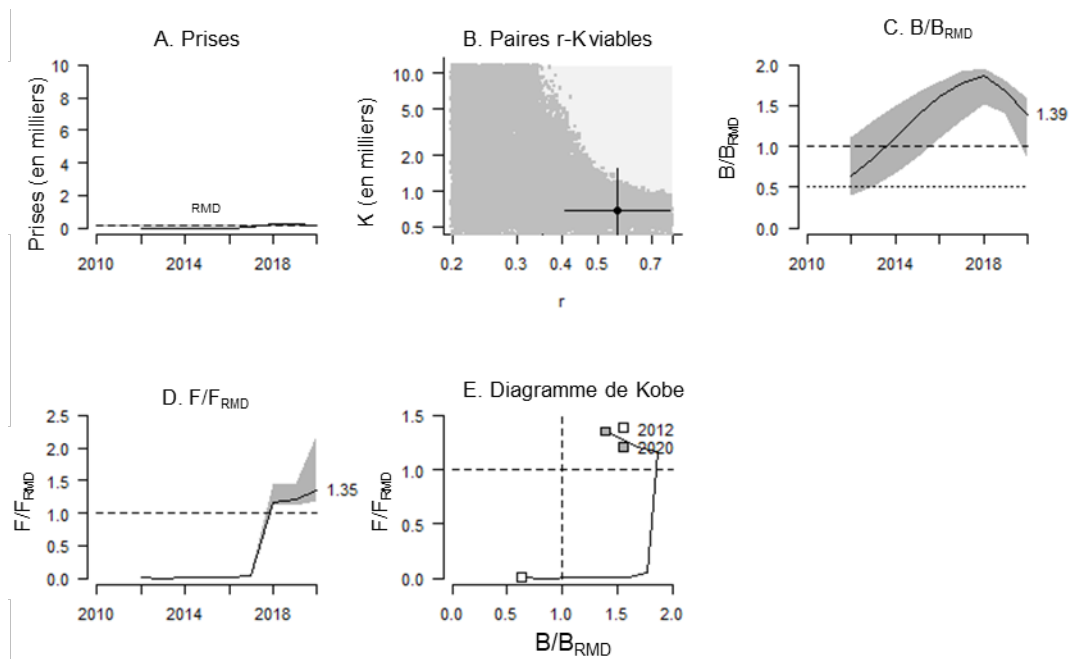 A. Prises
Prises (en milliers)
10
8
6
4
2
0
RMD
2010 2014 2018
B. Paires r-K viables
K (en milliers)
10.0
5.0
2.0
1.0
0.5
0.2 0.3 0.4 0.5 0.7
r
C. B/BRMD
B/BRMD
2.0
1.5
1.0
0.5
0.0
1.39
2010 2014 2018
D. F/FRMD
F/FRMD
2.5
2.0
1.5
1.0
0.5
0.0
1.35
2010 2014 2018
E. Diagramme de Kobe
F/FRMD
1.5
1.0
0.5
0.0
2012
2020
0.0 0.5 1.0 1.5 2.0
B/BRMD